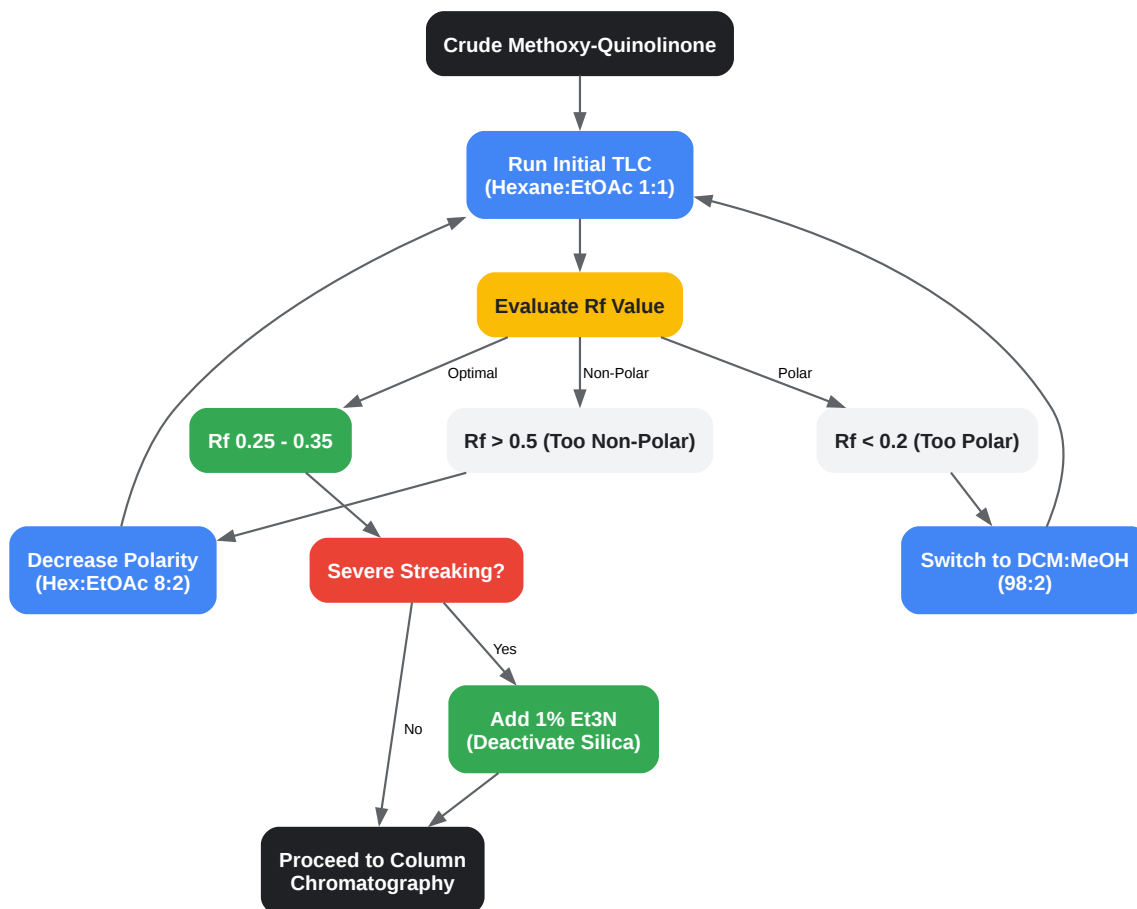 Crude Methoxy-Quinolinone
Run Initial TLC
(Hexane:EtOAc 1:1)
Evaluate Rf Value
Optimal
Non-Polar
Polar
Rf 0.25 - 0.35
Rf > 0.5 (Too Non-Polar)
Rf < 0.2 (Too Polar)
Decrease Polarity
(Hex:EtOAc 8:2)
Severe Streaking?
Switch to DCM:MeOH
(98:2)
Yes
No
Add 1% Et3N
(Deactivate Silica)
Proceed to Column
Chromatography